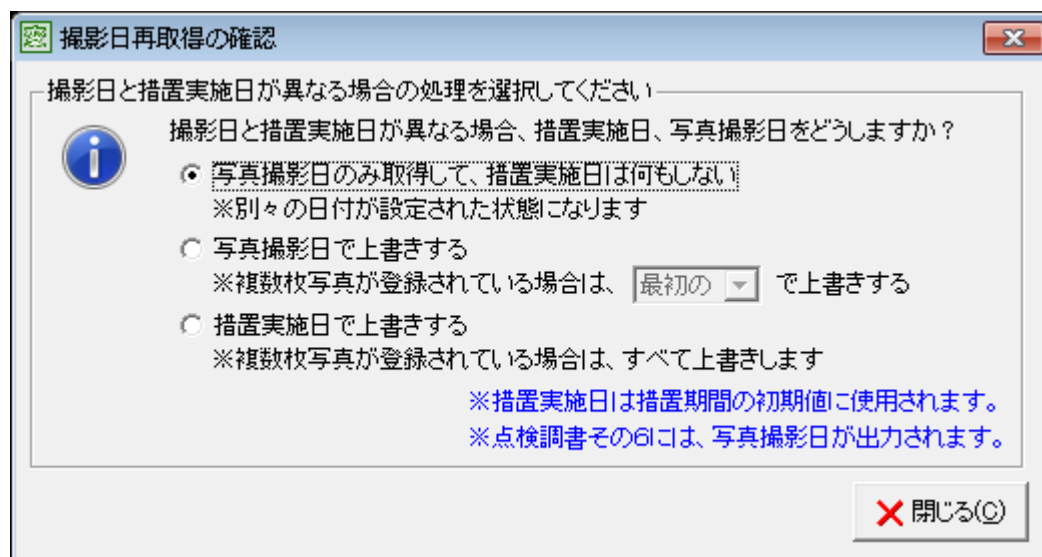 撮影日再取得の確認
撮影日と措置実施日が異なる場合の処理を選択してください
撮影日と措置実施日が異なる場合、措置実施日、写真撮影日をどうしますか？
写真撮影日のみ取得して、措置実施日は何もしない
※別々の日付が設定された状態になります
写真撮影日で上書きする
※複数枚写真が登録されている場合は、 最初の で上書きする
措置実施日で上書きする
※複数枚写真が登録されている場合は、すべて上書きします
※措置実施日は措置期間の初期値に使用されます。
※点検調書その6には、写真撮影日が出力されます。
閉じる(C)